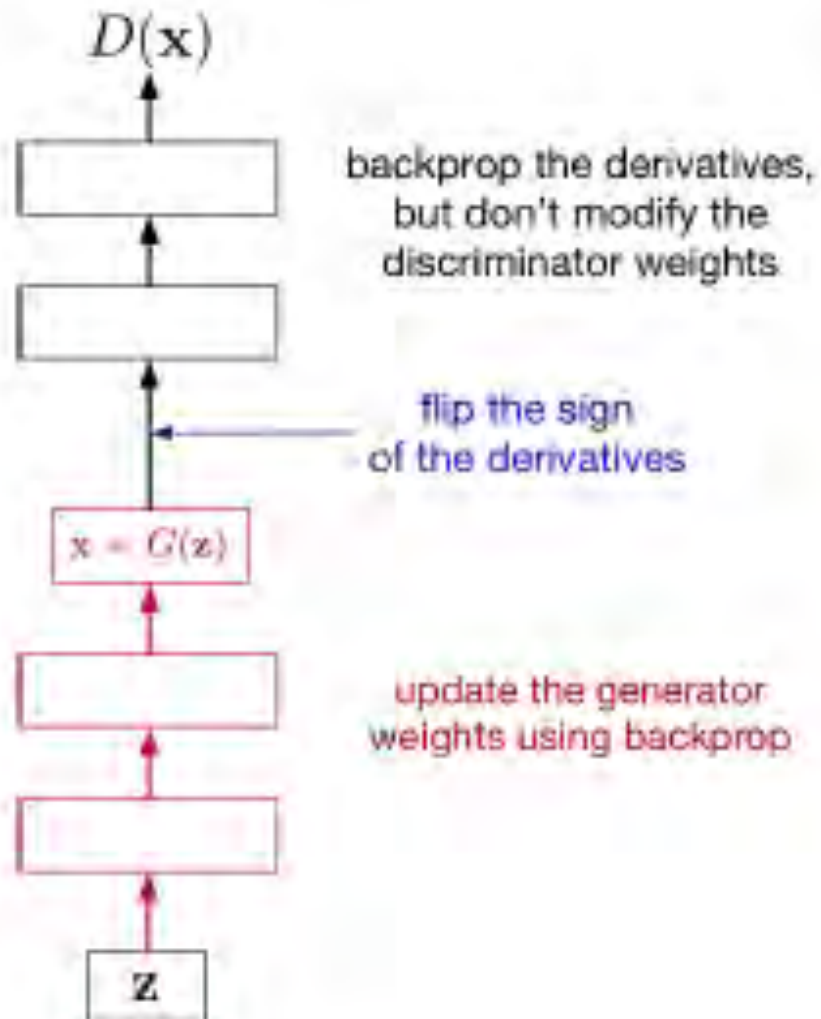 D(x)
backprop the derivatives,
but don't modify the
discriminator weights
flip the sign
of the derivatives
x = G(z)
update the generator
weights using backprop
z